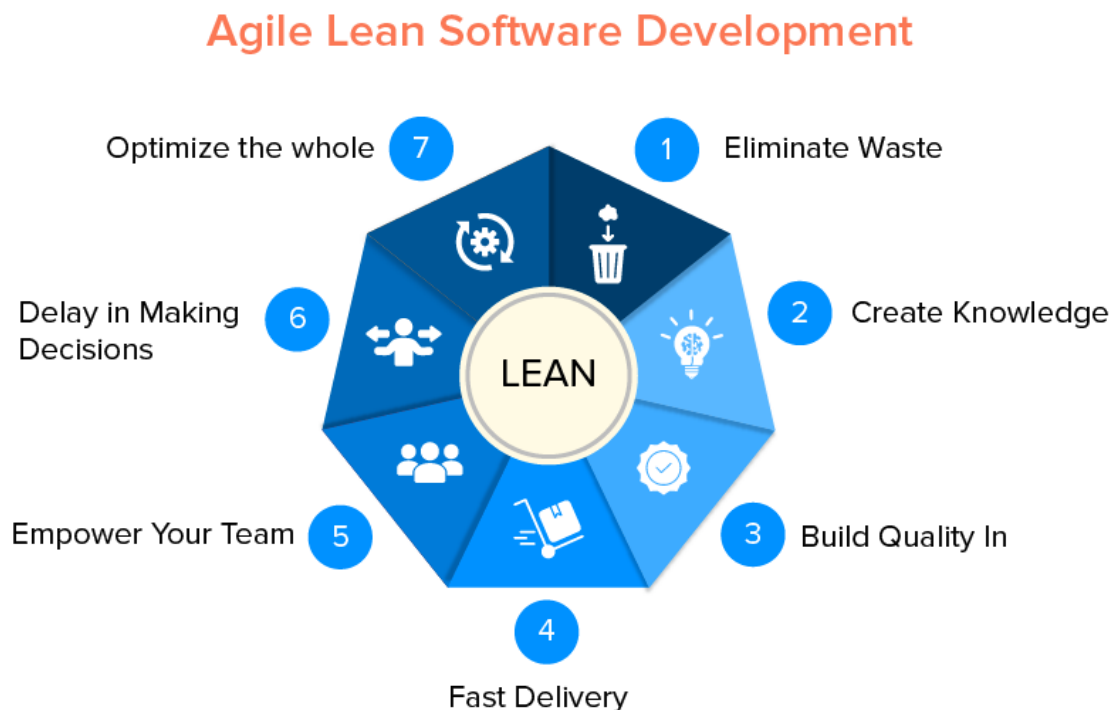 Agile Lean Software Development
1
Eliminate Waste
2
Create Knowledge
3
Build Quality In
4
Fast Delivery
5
Empower Your Team
6
Delay in Making
Decisions
7
Optimize the whole
LEAN